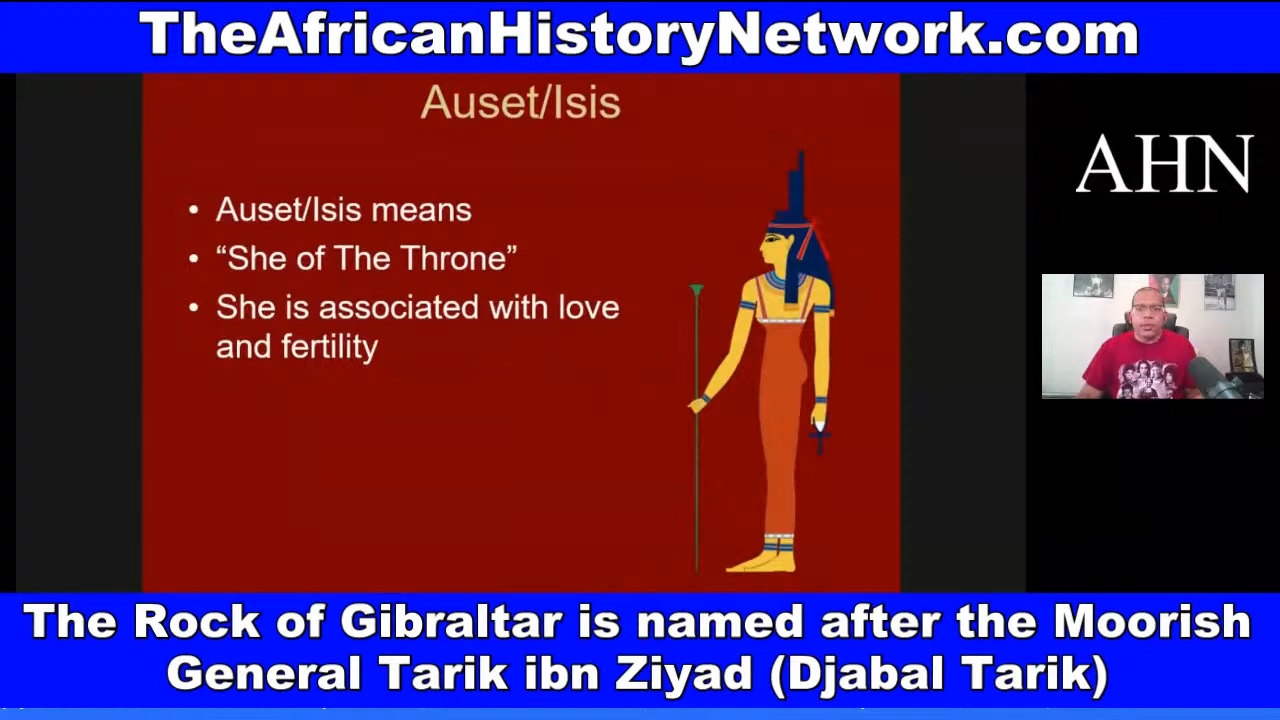 TheAfricanHistoryNetwork.com
Auset/Isis
AHN
• Auset/Isis means
• “She of The Throne”
• She is associated with love
and fertility
The Rock of Gibraltar is named after the Moorish
General Tarik ibn Ziyad (Djabal Tarik)